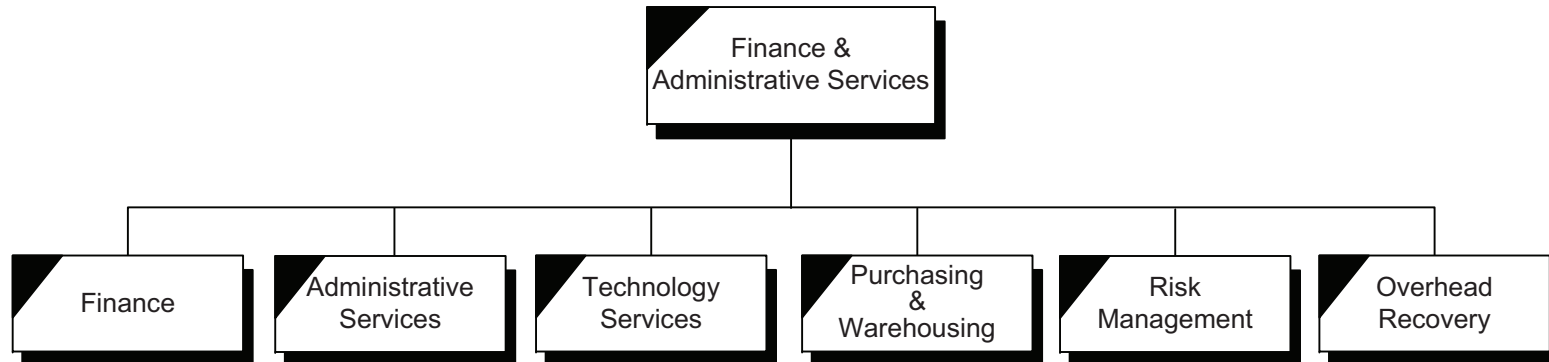 Finance &
Administrative Services
Finance
Administrative
Services
Technology
Services
Purchasing
&
Warehousing
Risk
Management
Overhead
Recovery